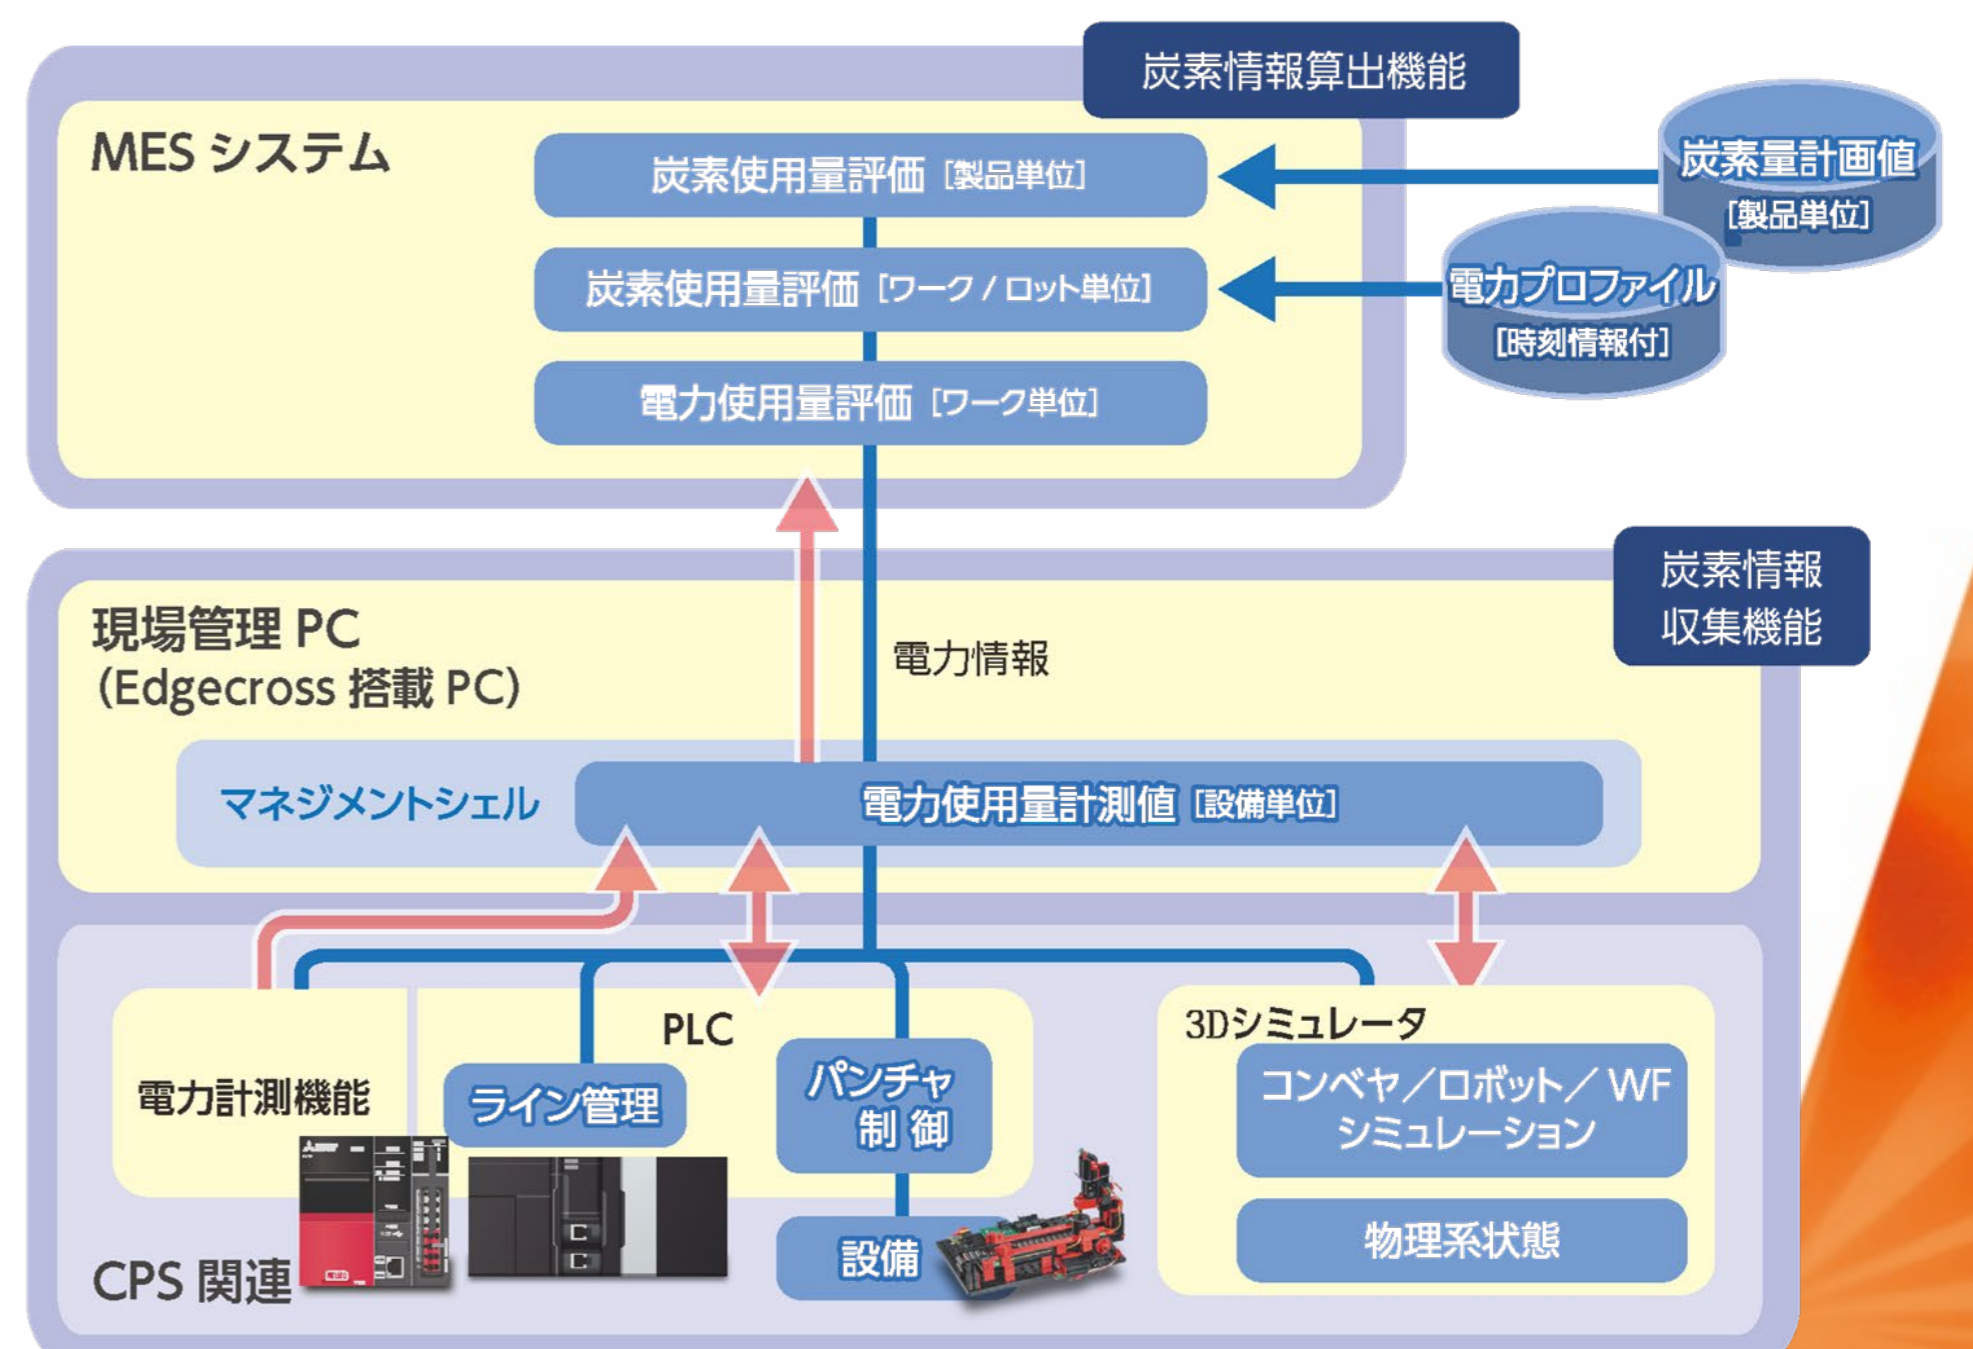 炭素情報算出機能
MES システム
炭素使用量評価 [製品単位]
炭素量計画値
[製品単位]
炭素使用量評価 [ワーク / ロット単位]
電力プロファイル
[時刻情報付]
電力使用量評価 [ワーク単位]
炭素情報
収集機能
現場管理 PC
(Edgecross 搭載 PC)
電力情報
マネジメントシェル
電力使用量計測値 [設備単位]
電力計測機能
PLC
ライン管理
パンチャ
制 御
設備
3Dシミュレータ
コンベヤ／ロボット／ WF
シミュレーション
物理系状態
CPS 関連